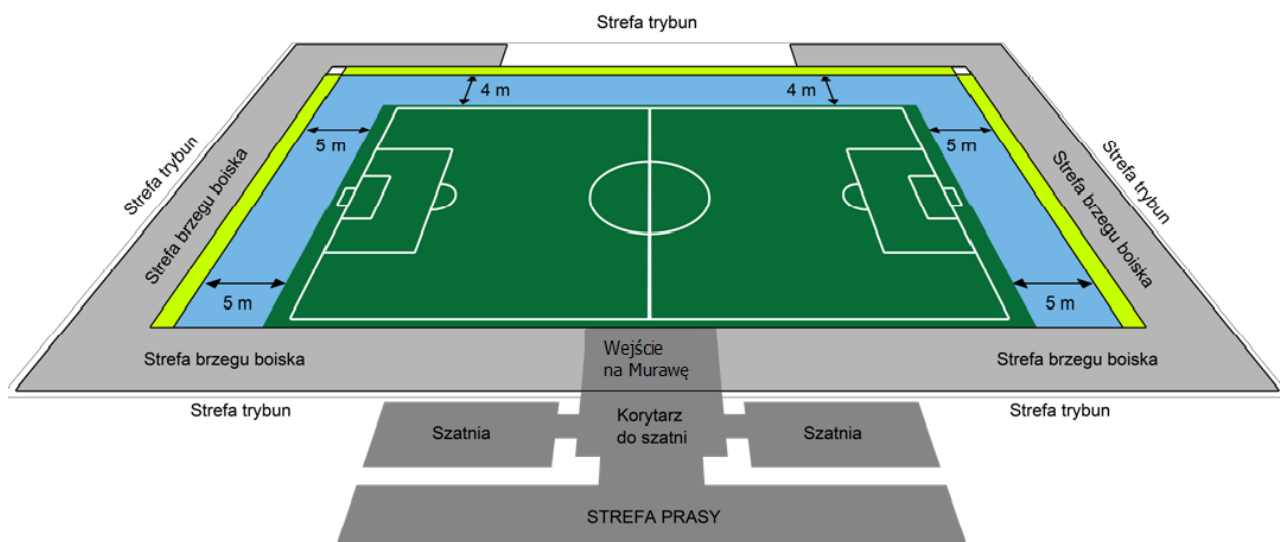 Strefa trybun
4 m
4 m
5 m
5 m
Strefa trybun
Strefa brzegu boiska
Strefa trybun
Strefa brzegu boiska
5 m
5 m
Strefa brzegu boiska
Wejście
na Murawę
Strefa brzegu boiska
Strefa trybun
Korytarz
do szatni
Strefa trybun
Szatnia
Szatnia
STREFA PRASY